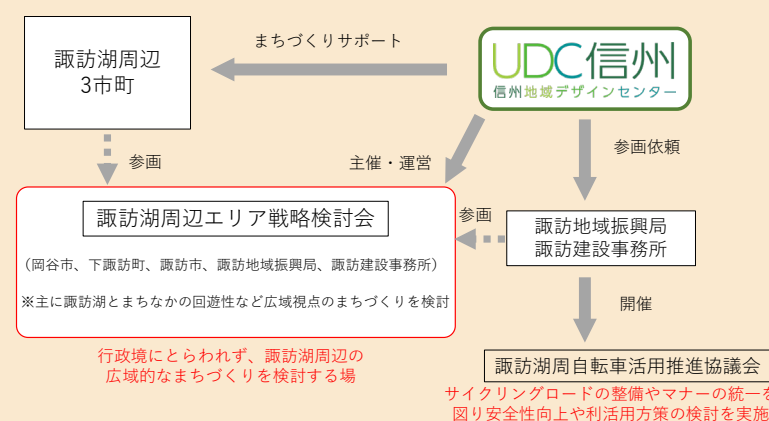 諏訪湖周辺
3市町
まちづくりサポート
UDC信州
信州地域デザインセンター
参画
主催・運営
参画依頼
諏訪湖周辺エリア戦略検討会
(岡谷市、下諏訪町、諏訪市、諏訪地域振興局、諏訪建設事務所)
※主に諏訪湖とまちなかの回遊性など広域視点のまちづくりを検討
参画
諏訪地域振興局
諏訪建設事務所
行政境にとらわれず、諏訪湖周辺の
広域的なまちづくりを検討する場
開催
諏訪湖周自転車活用推進協議会
サイクリングロードの整備やマナーの統一を
図り安全性向上や利活用方策の検討を実施